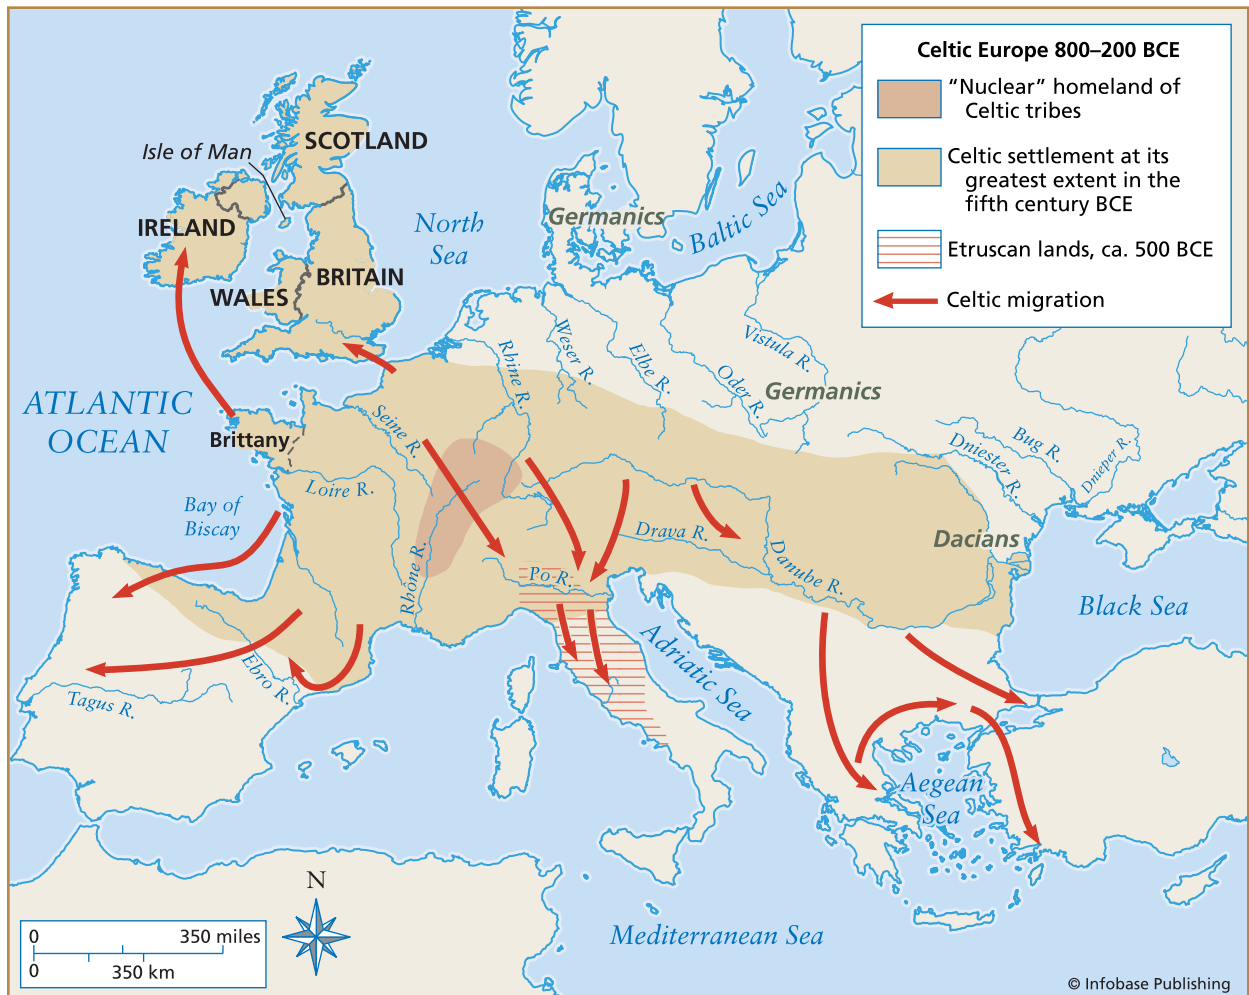 Celtic Europe 800–200 BCE
“Nuclear” homeland of
Celtic tribes
Celtic settlement at its
greatest extent in the
fifth century BCE
Etruscan lands, ca. 500 BCE
Celtic migration
SCOTLAND
Isle of Man
IRELAND
North
Sea
Germanics
Baltic Sea
BRITAIN
WALES
Rhine R.
Weser R.
Elbe R.
Oder R.
Vistula R.
Germanics
ATLANTIC
OCEAN
Seine R.
Brittany
Loire R.
Bay of
Biscay
Dniester R.
Bug R.
Dnieper R.
Drava R.
Danube R.
Dacians
Rhône R.
Po R.
Black Sea
Adriatic Sea
Ebro R.
Tagus R.
Aegean
Sea
Mediterranean Sea
N
0
350 miles
0
350 km
© Infobase Publishing